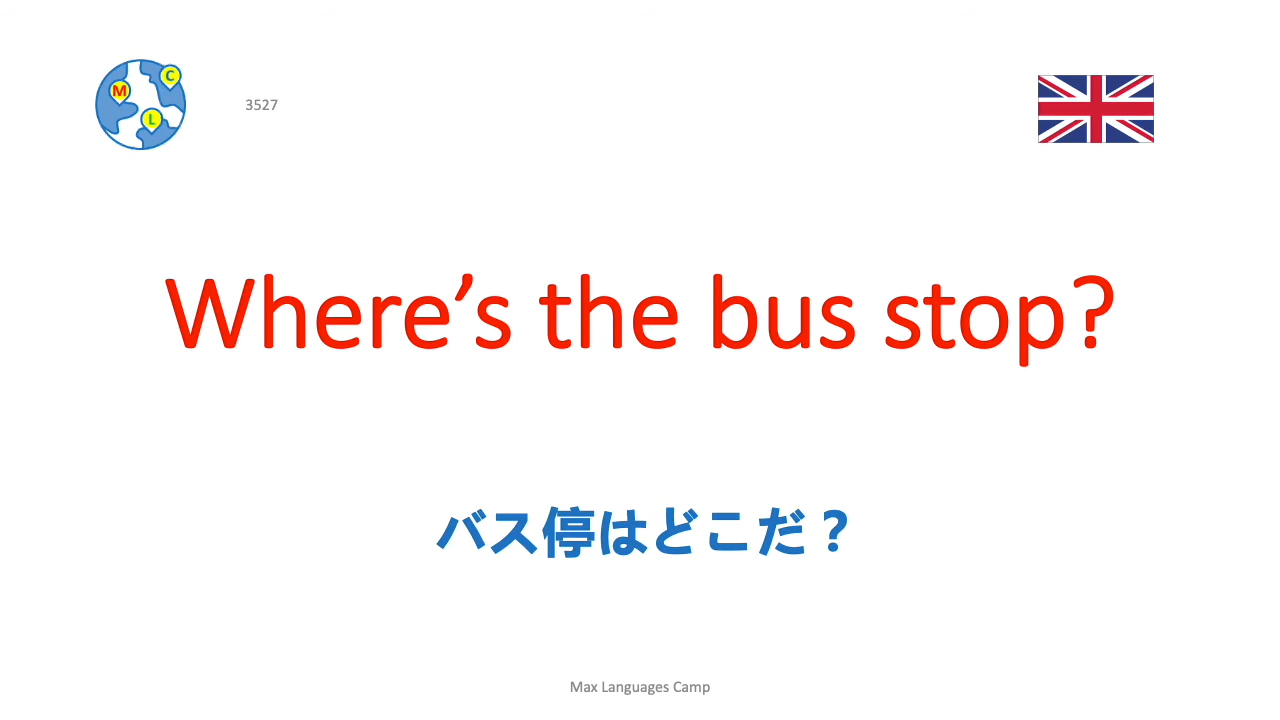 M
C
L
3527
Where’s the bus stop?
バス停はどこだ？
Max Languages Camp